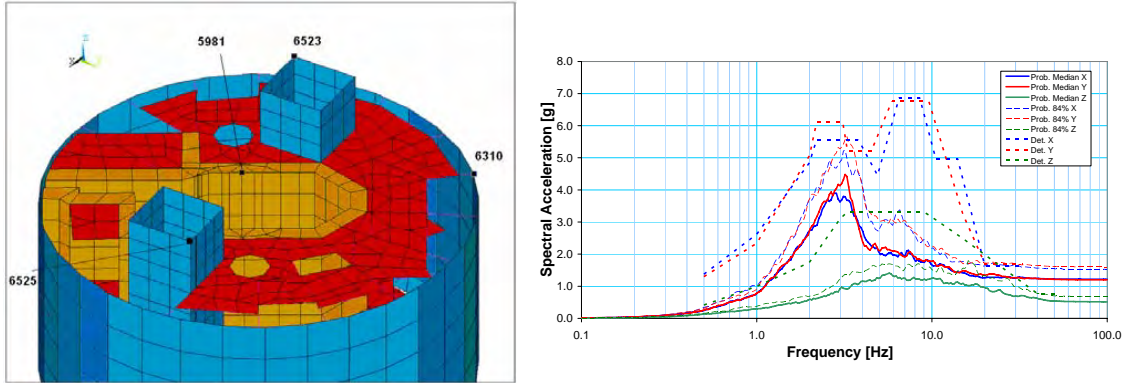 5981
6523
6310
6525
8.0
7.0
6.0
5.0
4.0
3.0
2.0
1.0
0.0
Spectral Acceleration [g]
0.1
1.0
10.0
100.0
Frequency [Hz]
Prob. Median X
Prob. Median Y
Prob. Median Z
Prob. 84% X
Prob. 84% Y
Prob. 84% Z
Det. X
Det. Y
Det. Z